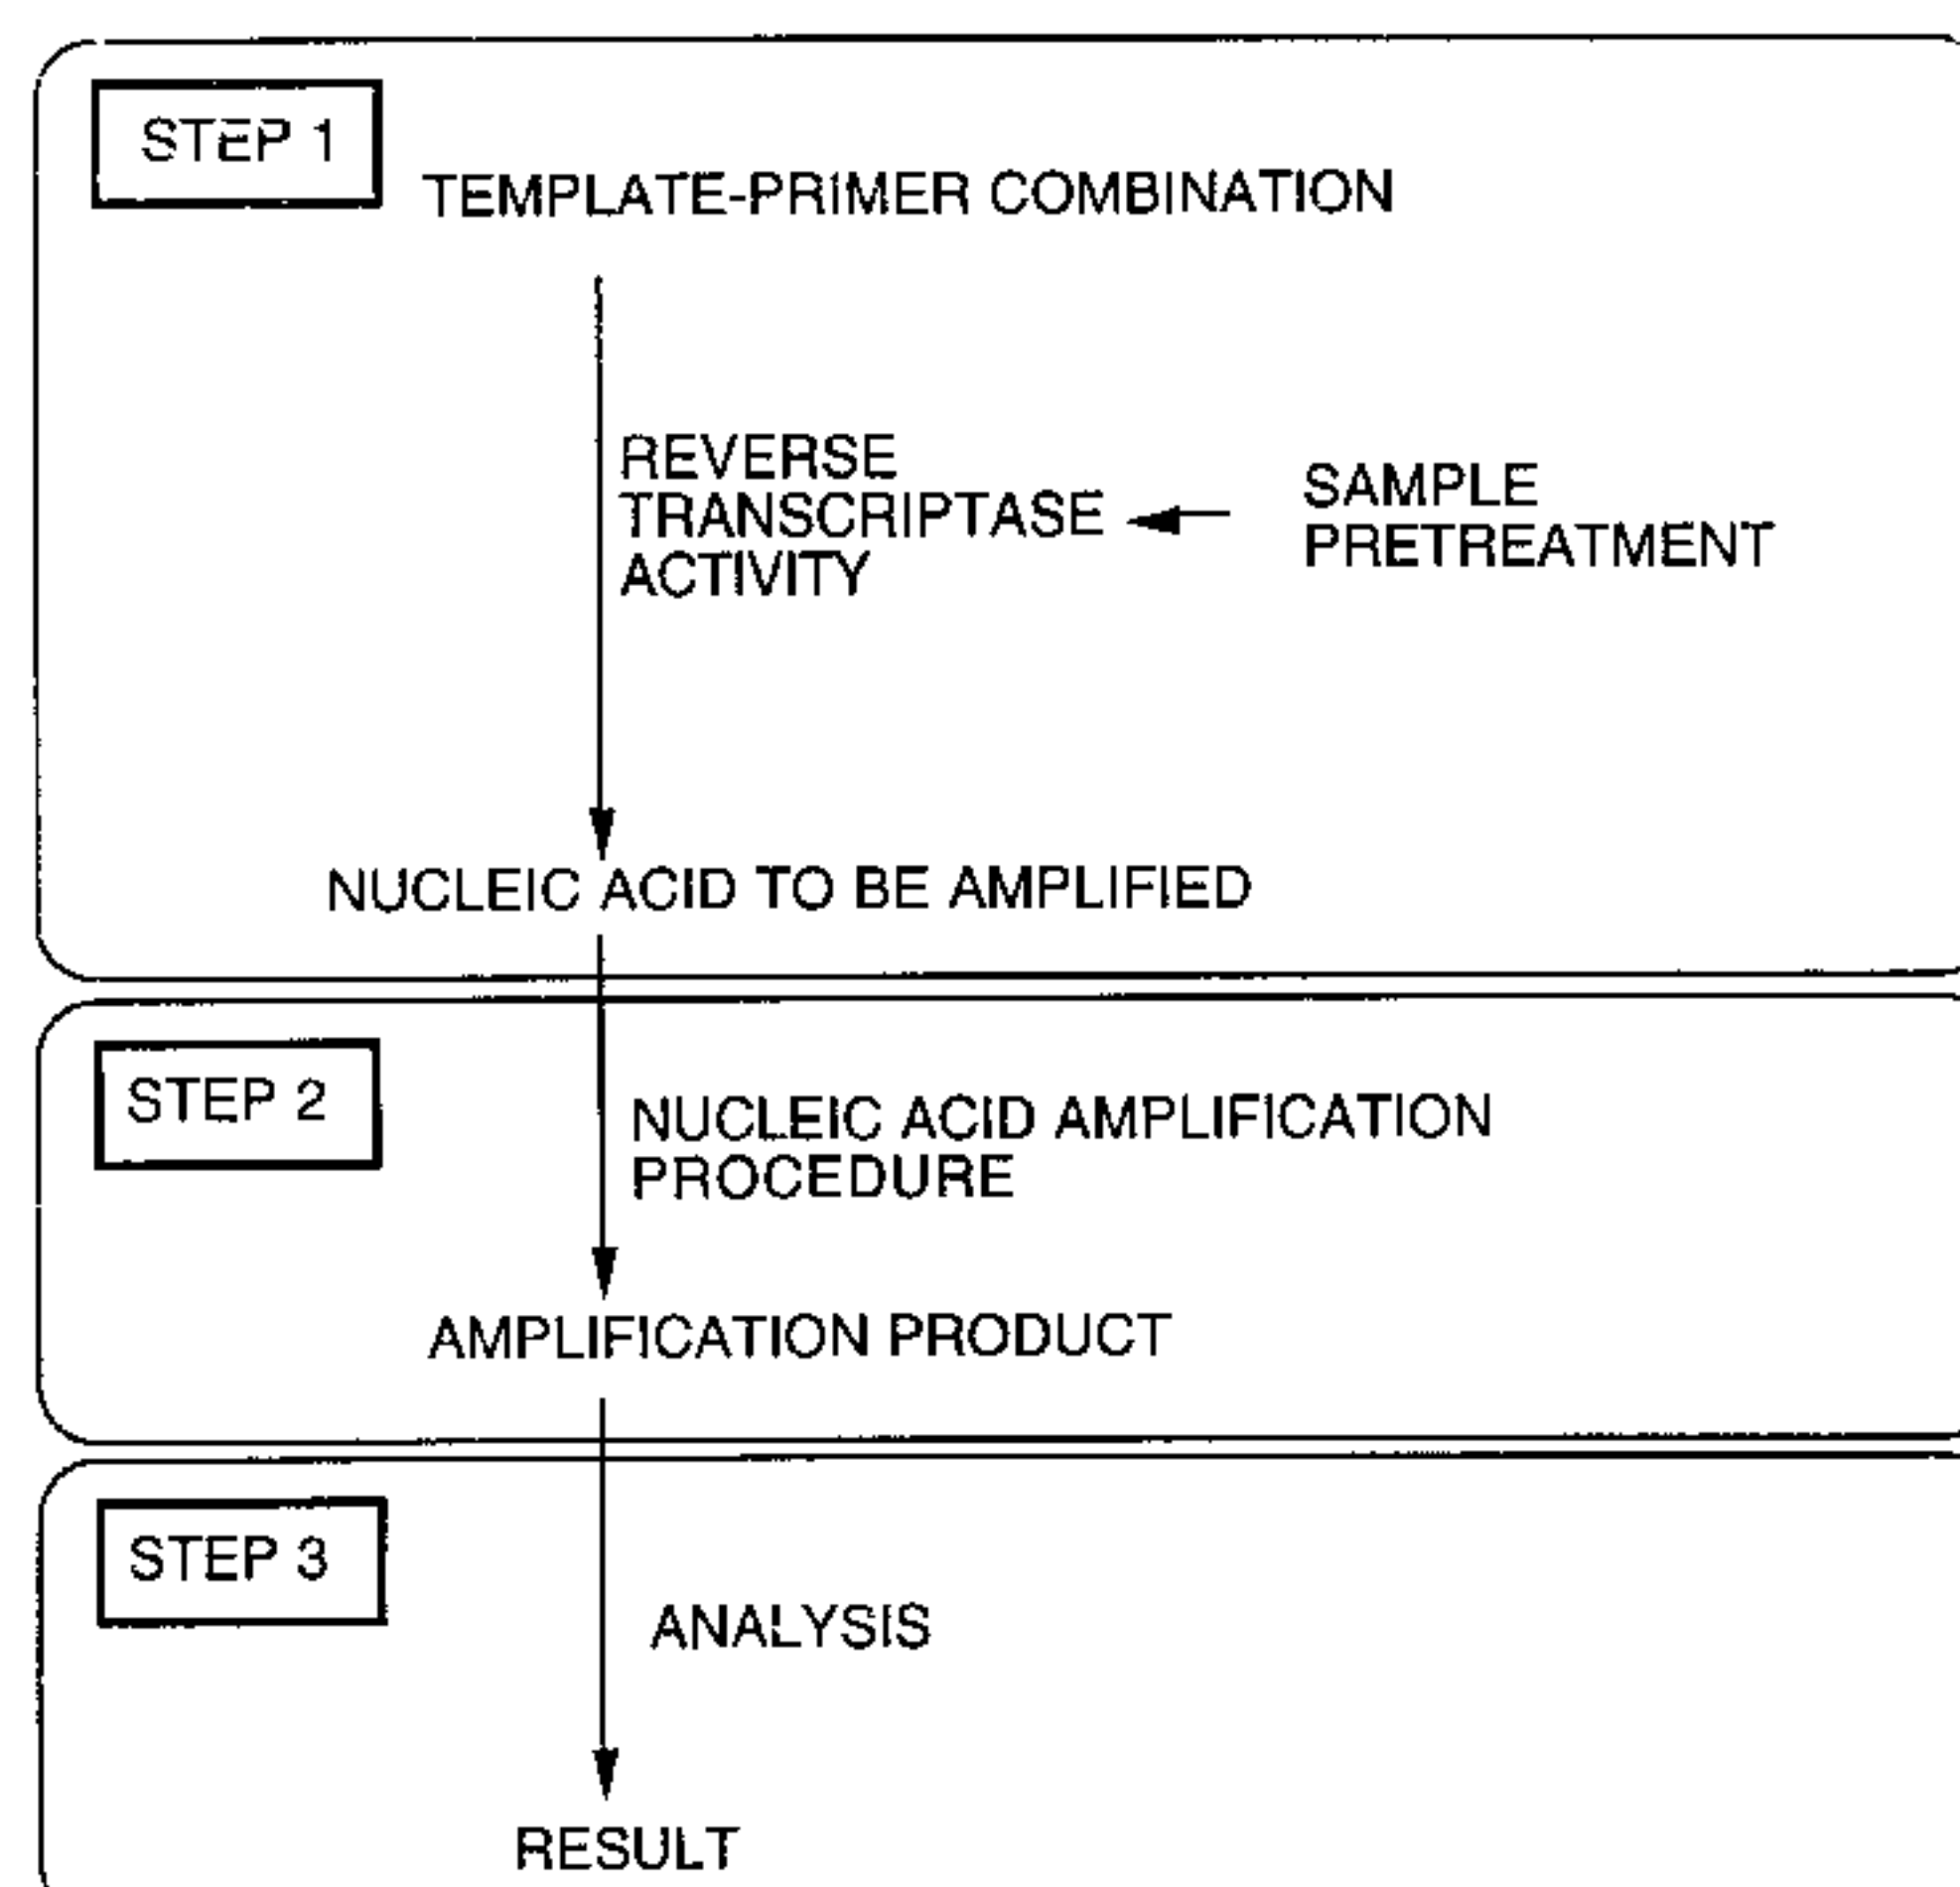 STEP 1
TEMPLATE-PRIMER COMBINATION
REVERSE
TRANSCRIPTASE
ACTIVITY
SAMPLE
PRETREATMENT
NUCLEIC ACID TO BE AMPLIFIED
STEP 2
NUCLEIC ACID AMPLIFICATION
PROCEDURE
AMPLIFICATION PRODUCT
STEP 3
ANALYSIS
RESULT